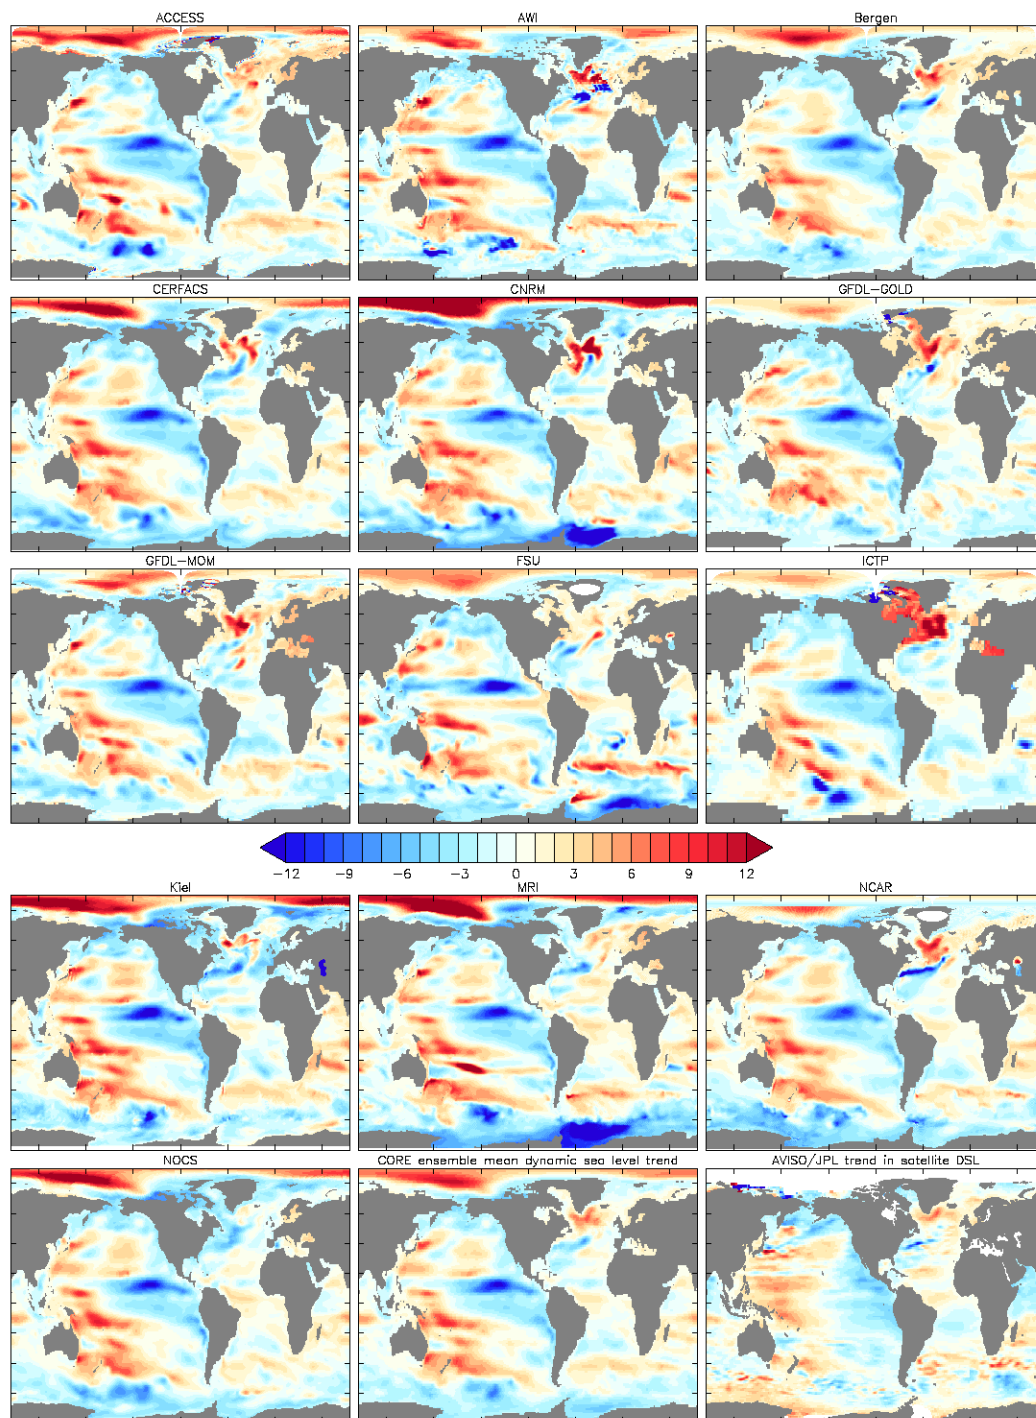 ACCESS AWI Bergen
CERFACS CNRM GFDL-GOLD
GFDL-MOM FSU ICTP
-12 -9 -6 -3 0 3 6 9 12
Kiel MRI NCAR
NOCS CORE ensemble mean dynamic sea level trend AVISO/JPL trend in satellite DSL